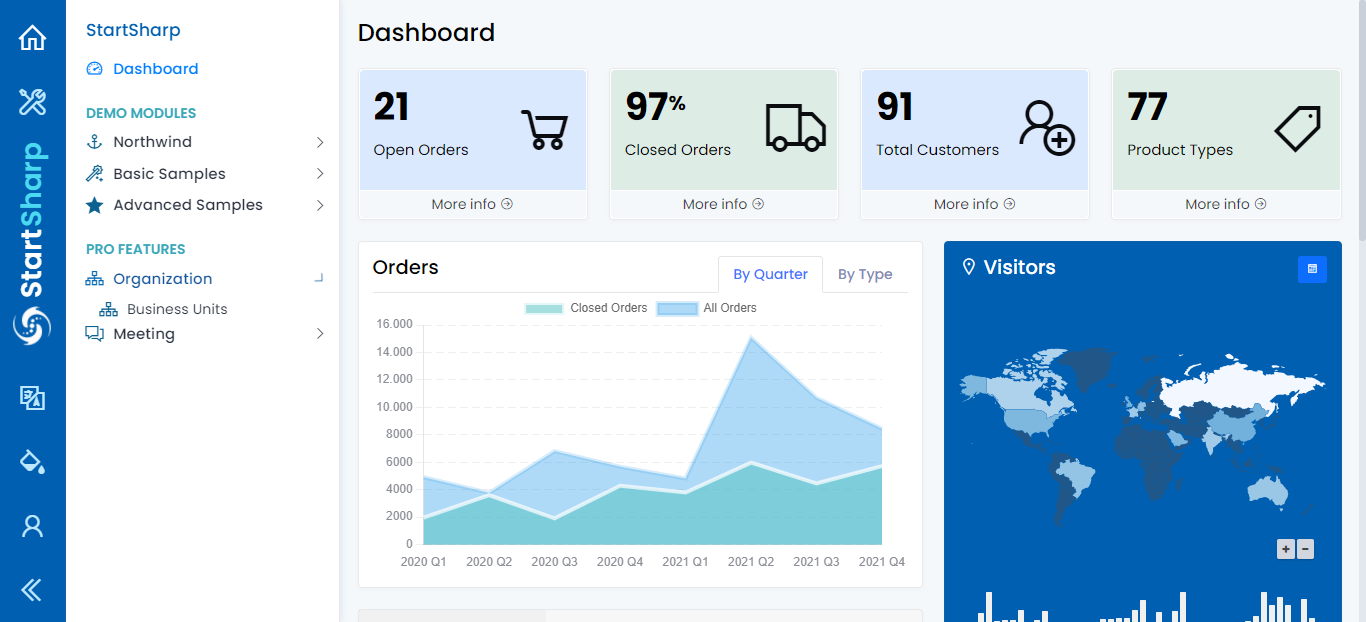 StartSharp
StartSharp
Dashboard
DEMO MODULES
Northwind
Basic Samples
Advanced Samples
PRO FEATURES
Organization
Business Units
Meeting
Dashboard
21
Open Orders
More info
97%
Closed Orders
More info
91
Total Customers
More info
77
Product Types
More info
Orders
By Quarter
By Type
Closed Orders
All Orders
16.000
14.000
12.000
10.000
8000
6000
4000
2000
0
2020 Q1
2020 Q2
2020 Q3
2020 Q4
2021 Q1
2021 Q2
2021 Q3
2021 Q4
Visitors
+
−